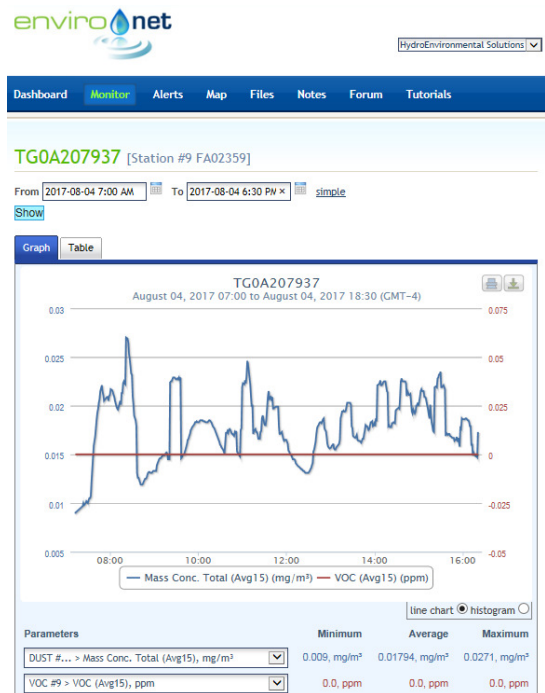 enviro net
HydroEnvironmental Solutions
Dashboard Monitor Alerts Map Files Notes Forum Tutorials
TG0A207937 [Station #9 FA02359]
From 2017-08-04 7:00 AM To 2017-08-04 6:30 PM × simple
Show
Graph Table
TG0A207937
August 04, 2017 07:00 to August 04, 2017 18:30 (GMT-4)
0.03 0.075
0.025 0.05
0.02 0.025
0.015 0
0.01 -0.025
0.005 -0.05
08:00 10:00 12:00 14:00 16:00
Mass Conc. Total (Avg15) (mg/m³) VOC (Avg15) (ppm)
line chart histogram
Parameters Minimum Average Maximum
DUST #... > Mass Conc. Total (Avg15), mg/m³ 0.009, mg/m³ 0.01794, mg/m³ 0.0271, mg/m³
VOC #9 > VOC (Avg15), ppm 0.0, ppm 0.0, ppm 0.0, ppm